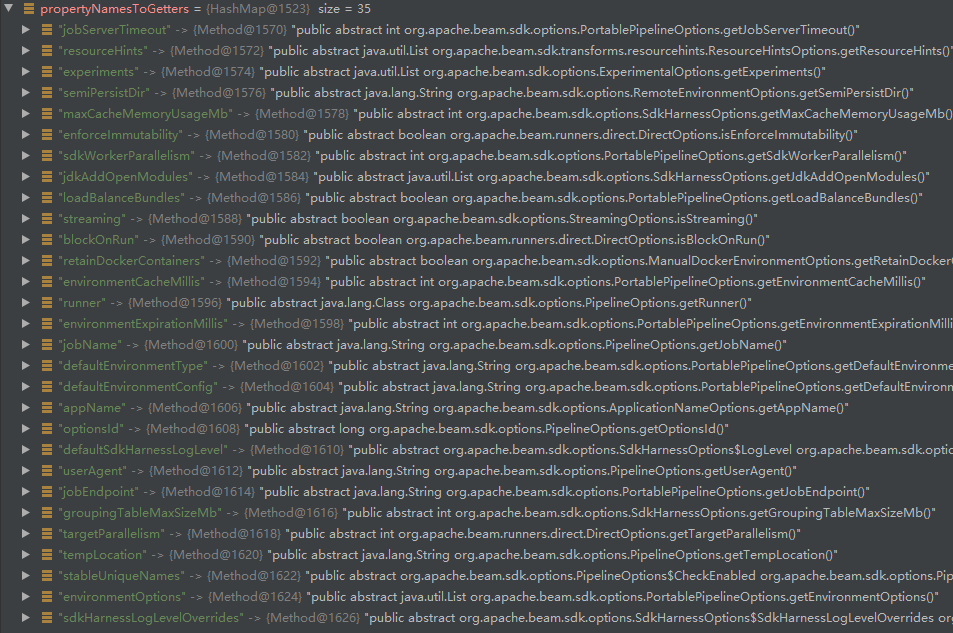 propertyNamesToGetters = {HashMap@1523} size = 35
"jobServerTimeout" -> {Method@1570} "public abstract int org.apache.beam.sdk.options.PortablePipelineOptions.getJobServerTimeout()"
"resourceHints" -> {Method@1572} "public abstract java.util.List org.apache.beam.sdk.transforms.resourcehints.ResourceHintsOptions.getResourceHints()"
"experiments" -> {Method@1574} "public abstract java.util.List org.apache.beam.sdk.options.ExperimentalOptions.getExperiments()"
"semiPersistDir" -> {Method@1576} "public abstract java.lang.String org.apache.beam.sdk.options.RemoteEnvironmentOptions.getSemiPersistDir()"
"maxCacheMemoryUsageMb" -> {Method@1578} "public abstract int org.apache.beam.sdk.options.SdkHarnessOptions.getMaxCacheMemoryUsageMb()
"enforceImmutability" -> {Method@1580} "public abstract boolean org.apache.beam.runners.direct.DirectOptions.isEnforceImmutability()"
"sdkWorkerParallelism" -> {Method@1582} "public abstract int org.apache.beam.sdk.options.PortablePipelineOptions.getSdkWorkerParallelism()"
"jdkAddOpenModules" -> {Method@1584} "public abstract java.util.List org.apache.beam.sdk.options.SdkHarnessOptions.getJdkAddOpenModules()"
"loadBalanceBundles" -> {Method@1586} "public abstract boolean org.apache.beam.sdk.options.PortablePipelineOptions.getLoadBalanceBundles()"
"streaming" -> {Method@1588} "public abstract boolean org.apache.beam.sdk.options.StreamingOptions.isStreaming()"
"blockOnRun" -> {Method@1590} "public abstract boolean org.apache.beam.runners.direct.DirectOptions.isBlockOnRun()"
"retainDockerContainers" -> {Method@1592} "public abstract boolean org.apache.beam.sdk.options.ManualDockerEnvironmentOptions.getRetainDocker
"environmentCacheMillis" -> {Method@1594} "public abstract int org.apache.beam.sdk.options.PortablePipelineOptions.getEnvironmentCacheMillis()"
"runner" -> {Method@1596} "public abstract java.lang.Class org.apache.beam.sdk.options.PipelineOptions.getRunner()"
"environmentExpirationMillis" -> {Method@1598} "public abstract int org.apache.beam.sdk.options.PortablePipelineOptions.getEnvironmentExpirationMilli
"jobName" -> {Method@1600} "public abstract java.lang.String org.apache.beam.sdk.options.PipelineOptions.getJobName()"
"defaultEnvironmentType" -> {Method@1602} "public abstract java.lang.String org.apache.beam.sdk.options.PortablePipelineOptions.getDefaultEnvironme
"defaultEnvironmentConfig" -> {Method@1604} "public abstract java.lang.String org.apache.beam.sdk.options.PortablePipelineOptions.getDefaultEnviron
"appName" -> {Method@1606} "public abstract java.lang.String org.apache.beam.sdk.options.ApplicationNameOptions.getAppName()"
"optionsId" -> {Method@1608} "public abstract long org.apache.beam.sdk.options.PipelineOptions.getOptionsId()"
"defaultSdkHarnessLogLevel" -> {Method@1610} "public abstract org.apache.beam.sdk.options.SdkHarnessOptions$LogLevel org.apache.beam.sdk.optio
"userAgent" -> {Method@1612} "public abstract java.lang.String org.apache.beam.sdk.options.PipelineOptions.getUserAgent()"
"jobEndpoint" -> {Method@1614} "public abstract java.lang.String org.apache.beam.sdk.options.PortablePipelineOptions.getJobEndpoint()"
"groupingTableMaxSizeMb" -> {Method@1616} "public abstract int org.apache.beam.sdk.options.SdkHarnessOptions.getGroupingTableMaxSizeMb()"
"targetParallelism" -> {Method@1618} "public abstract int org.apache.beam.runners.direct.DirectOptions.getTargetParallelism()"
"tempLocation" -> {Method@1620} "public abstract java.lang.String org.apache.beam.sdk.options.PipelineOptions.getTempLocation()"
"stableUniqueNames" -> {Method@1622} "public abstract org.apache.beam.sdk.options.PipelineOptions$CheckEnabled org.apache.beam.sdk.options.Pip
"environmentOptions" -> {Method@1624} "public abstract java.util.List org.apache.beam.sdk.options.PortablePipelineOptions.getEnvironmentOptions()"
"sdkHarnessLogLevelOverrides" -> {Method@1626} "public abstract org.apache.beam.sdk.options.SdkHarnessOptions$SdkHarnessLogLevelOverrides or